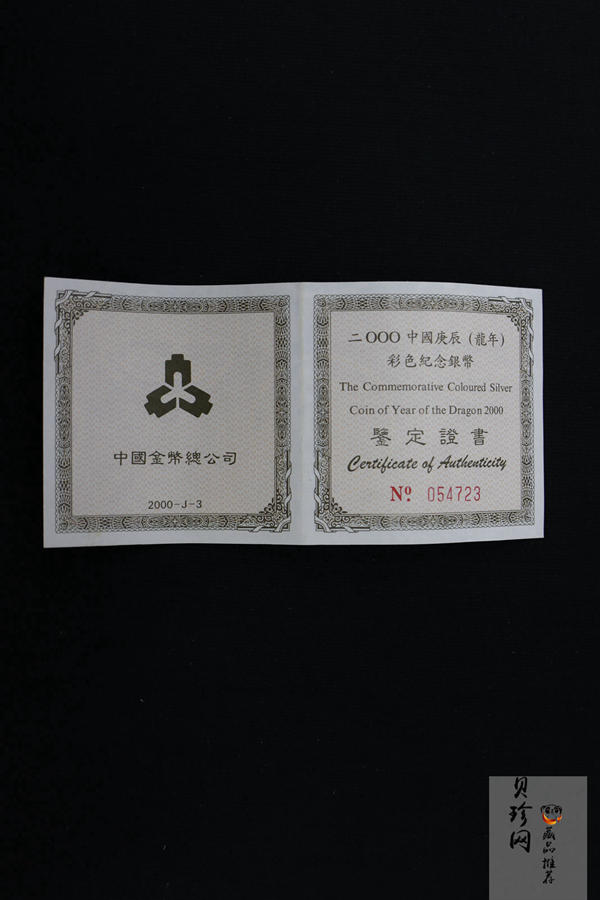 中國金幣總公司
2000-J-3
二OOO 中國庚辰 (龍年)
彩色紀念銀幣
The Commemorative Coloured Silver
Coin of Year of the Dragon 2000
鑒定證書
Certificate of Authenticity
Nº 054723
贝珍网
藏品推荐